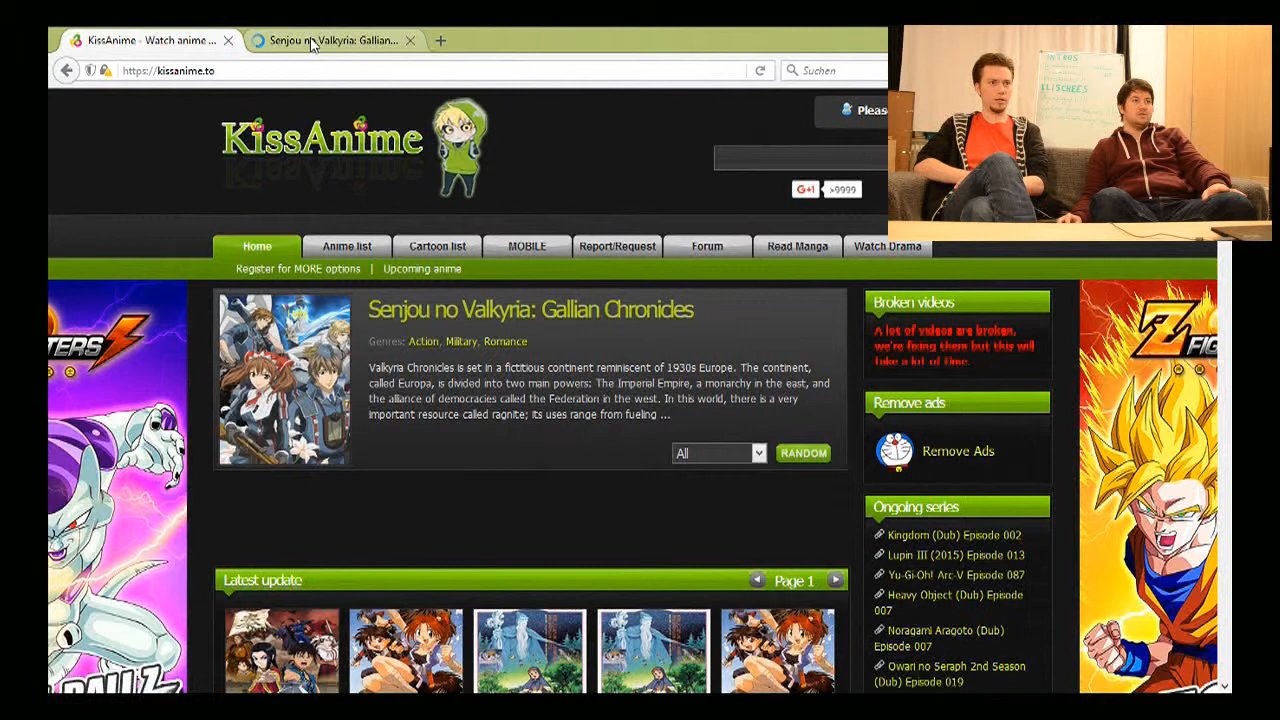 KissAnime - Watch anime ...
Senjou no Valkyria: Gallian...
https://kissanime.to
Suchen
INTROS
KissAnime
Pleas
G+1 >9999
Home
Anime list
Cartoon list
MOBILE
Report/Request
Forum
Read Manga
Watch Drama
Register for MORE options | Upcoming anime
Senjou no Valkyria: Gallian Chronicles
Genres: Action, Military, Romance
Valkyria Chronicles is set in a fictitious continent reminiscent of 1930s Europe. The continent,
called Europa, is divided into two main powers: The Imperial Empire, a monarchy in the east, and
the alliance of democracies called the Federation in the west. In this world, there is a very
important resource called ragnite; its uses range from fueling ...
All
RANDOM
Broken videos
A lot of videos are broken,
we're fixing them but this will
take a lot of time.
Remove ads
Remove Ads
Ongoing series
Kingdom (Dub) Episode 002
Lupin III (2015) Episode 013
Yu-Gi-Oh! Arc-V Episode 087
Heavy Object (Dub) Episode
007
Noragami Aragoto (Dub)
Episode 007
Owari no Seraph 2nd Season
(Dub) Episode 019
Latest update
Page 1
TERS
Z
FIG